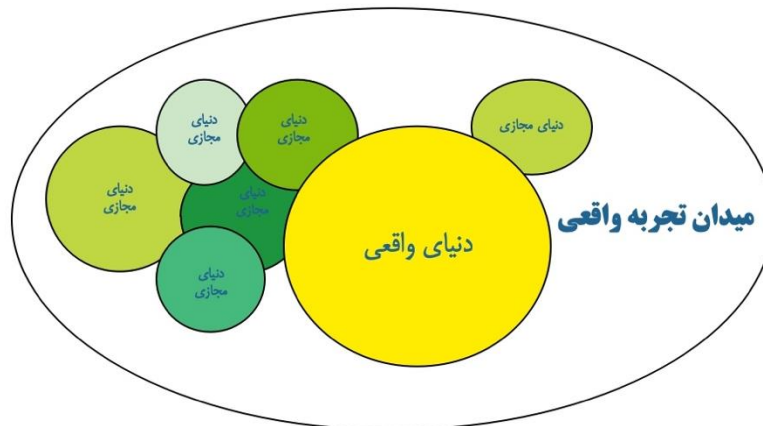 دنیای مجازی
دنیای
مجازی
دنیای
مجازی
دنیای
مجازی
دنیای
مجازی
میدان تجربه واقعی
دنیای واقعی
دنیای
مجازی